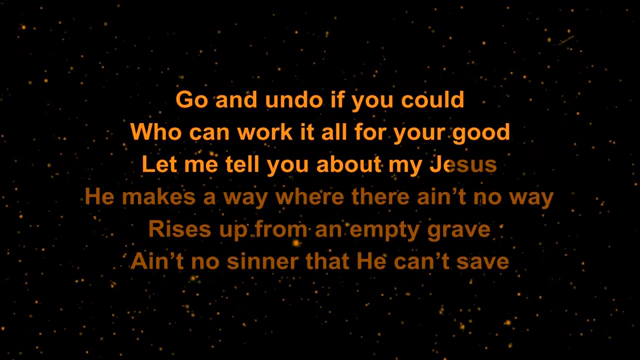 Go and undo if you could
Who can work it all for your good
Let me tell you about my Jesus
He makes a way where there ain’t no way
Rises up from an empty grave
Ain’t no sinner that He can’t save